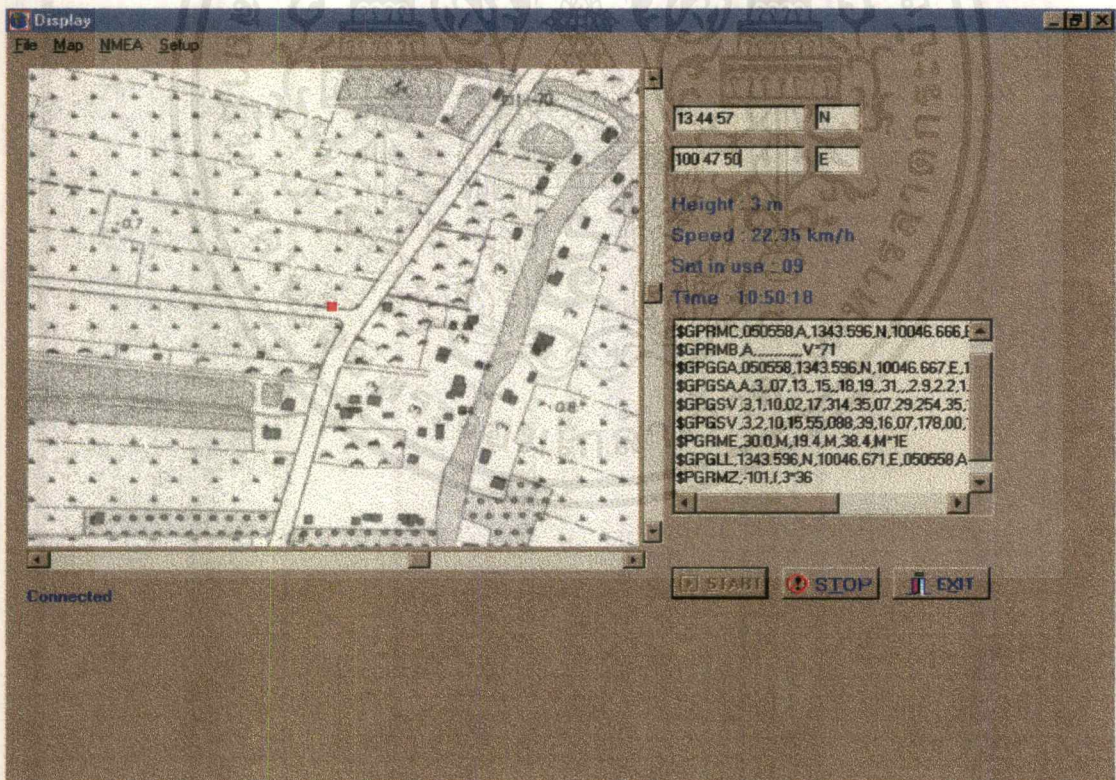 Display
File Map NMEA Setup
13 44 57 N
100 47 50 E
Height : 3 m
Speed : 22.35 km/h
Sat in use : 09
Time : 10:50:18
$GPRMC,050558,A,1343.596,N,10046.666,E
$GPRMB,A,,,,,,,,,,,,V*71
$GPGGA,050558,1343.596,N,10046.667,E,1
$GPGSA,A,3,07,13,,15,,18,19,,31,,,2.9,2.2,1.
$GPGSV,3,1,10,02,17,314,35,07,29,254,35,
$GPGSV,3,2,10,15,55,088,39,16,07,178,00,
$PGRME,30.0,M,19.4,M,38.4,M*1E
$GPGLL,1343.596,N,10046.671,E,050558,A
$PGRMZ,-101,f,3*36
START STOP EXIT
Connected